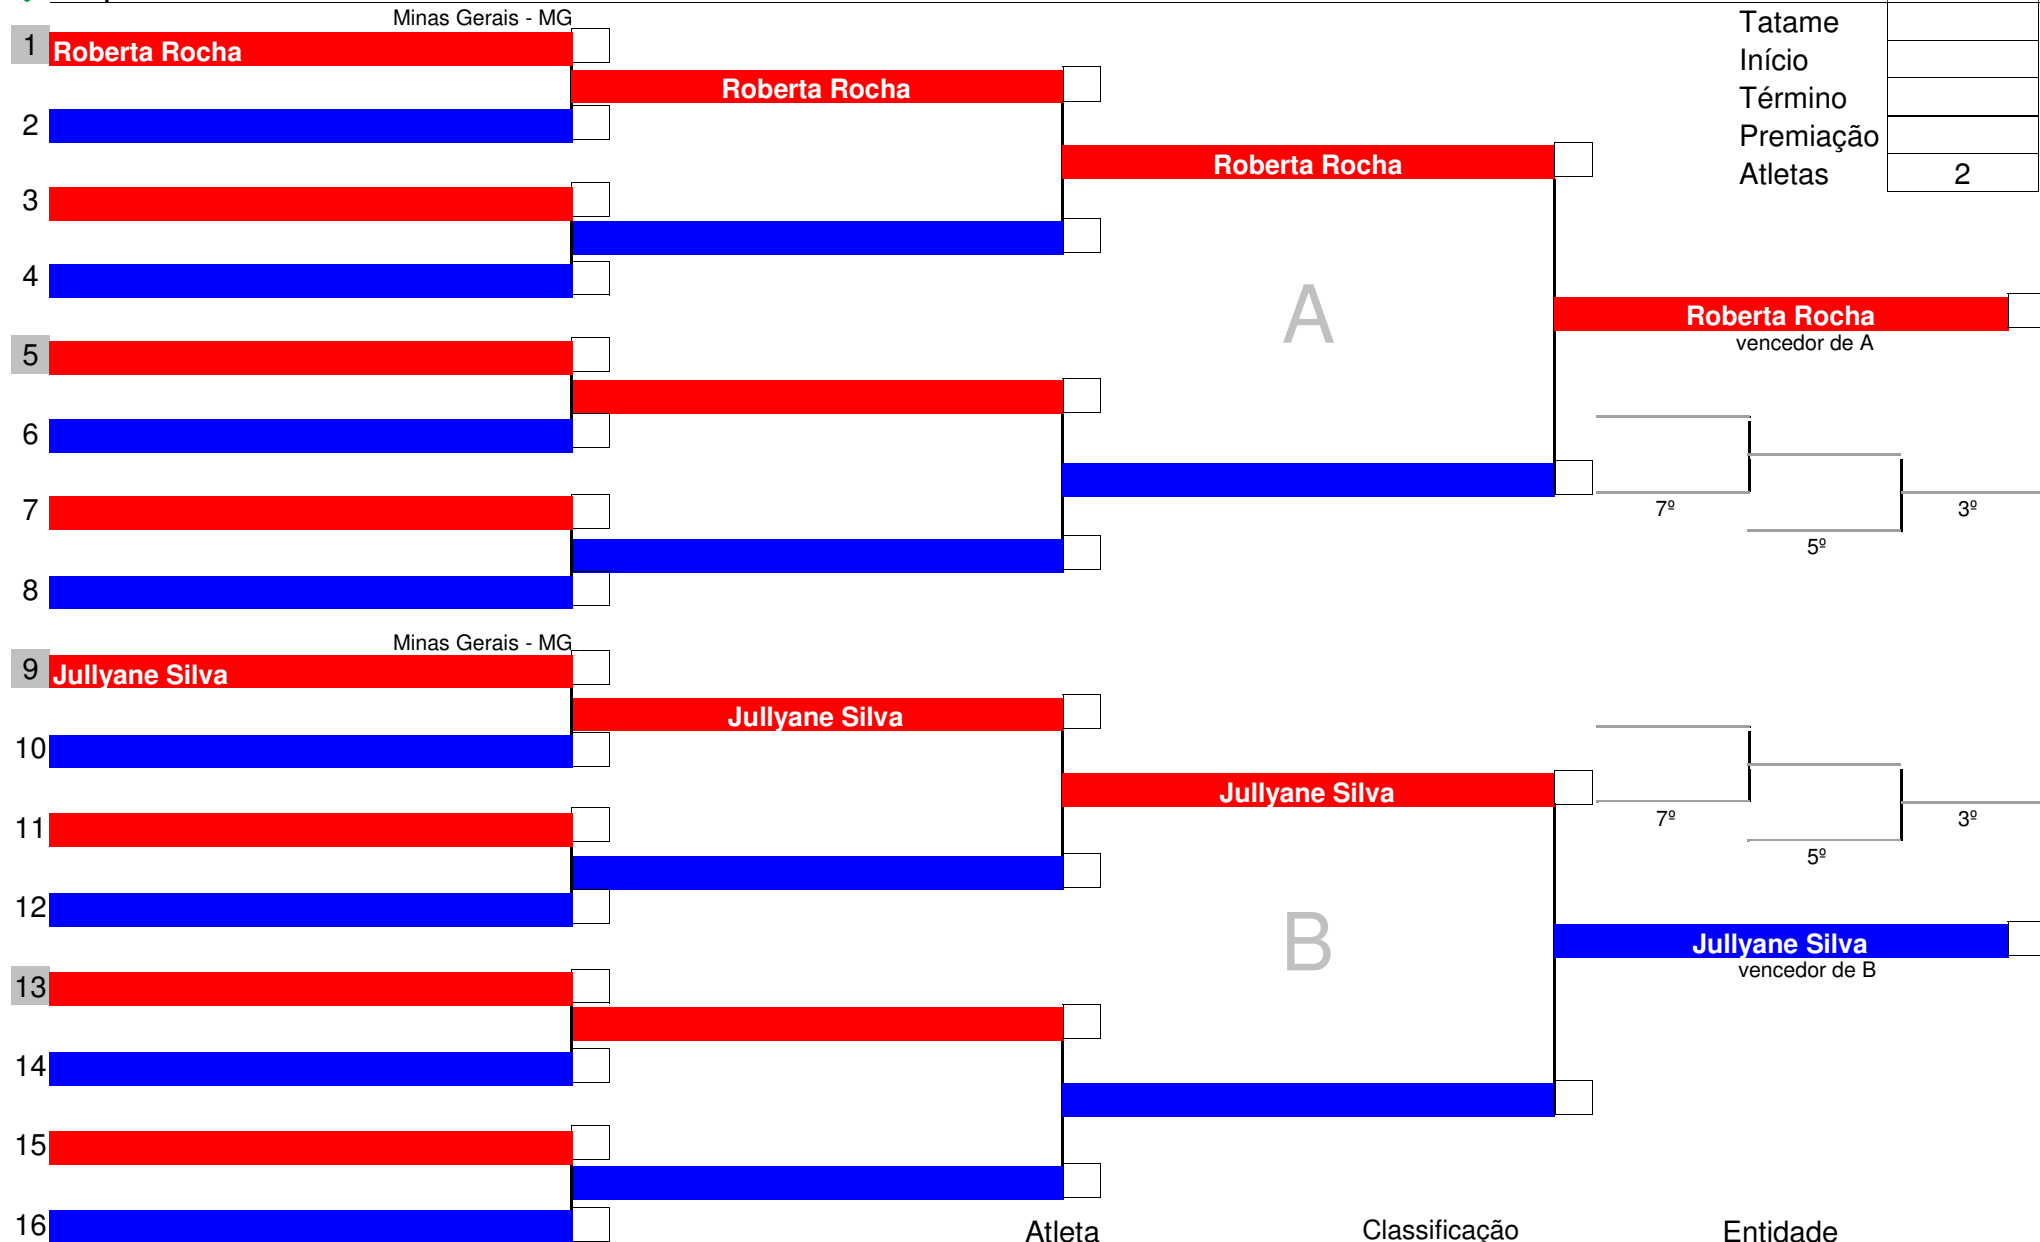 Minas Gerais - MG
Tatame
1 Roberta Rocha
Início
Roberta Rocha
Término
2
Premiação
Roberta Rocha
Atletas 2
3
4
A
Roberta Rocha
vencedor de A
5
6
7
7º 3º
5º
8
Minas Gerais - MG
9 Jullyane Silva
Jullyane Silva
10
Jullyane Silva
11
7º 3º
5º
12
B
Jullyane Silva
vencedor de B
13
14
15
16
Atleta Classificação Entidade